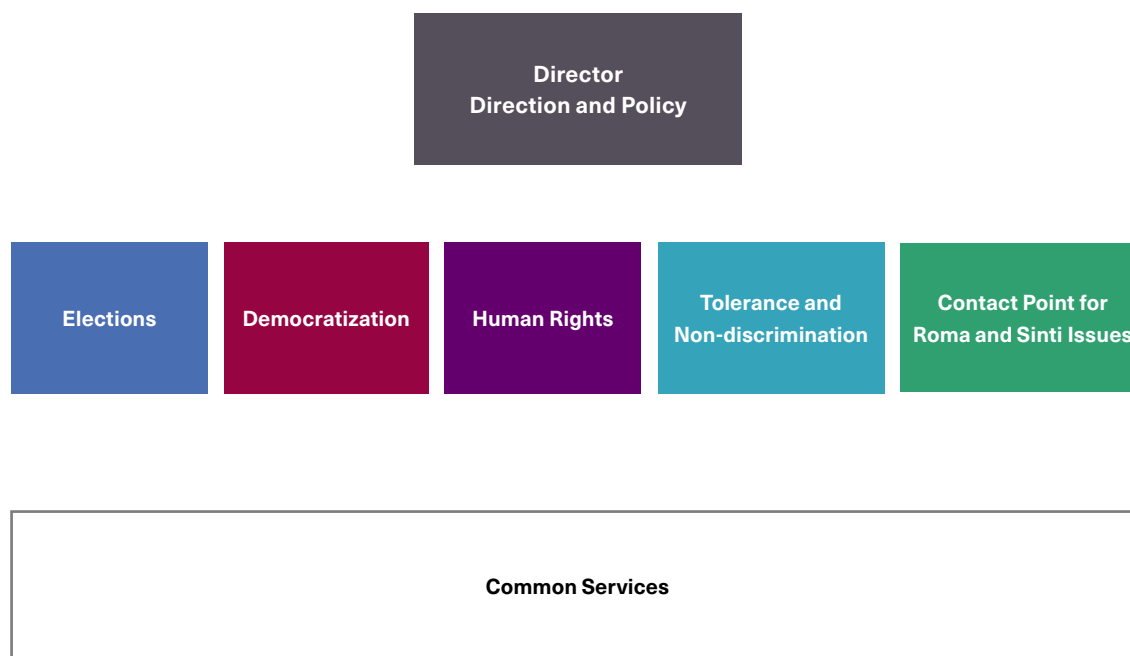 Director
Direction and Policy
Elections
Democratization
Human Rights
Tolerance and
Non-discrimination
Contact Point for
Roma and Sinti Issues
Common Services